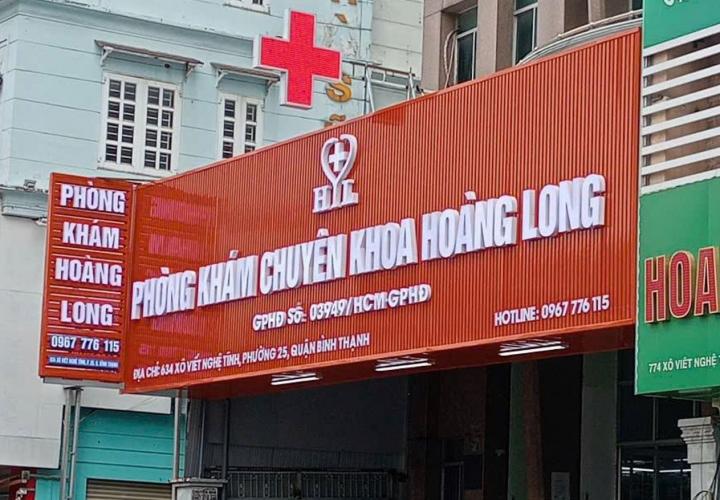 PHÒNG
KHÁM
HOÀNG
LONG
0967 776 115
HL
PHÒNG KHÁM CHUYÊN KHOA HOÀNG LONG
GPHĐ Số: 03949/HCM-GPHĐ
HOTLINE: 0967 776 115
ĐỊA CHỈ: 634 XÔ VIẾT NGHỆ TĨNH, PHƯỜNG 25, QUẬN BÌNH THẠNH
HOA
774 XÔ VIẾT NGHỆ T